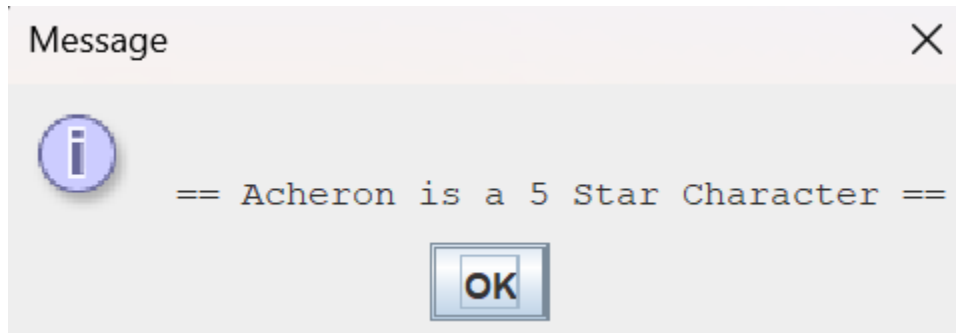 Message
== Acheron is a 5 Star Character ==
OK